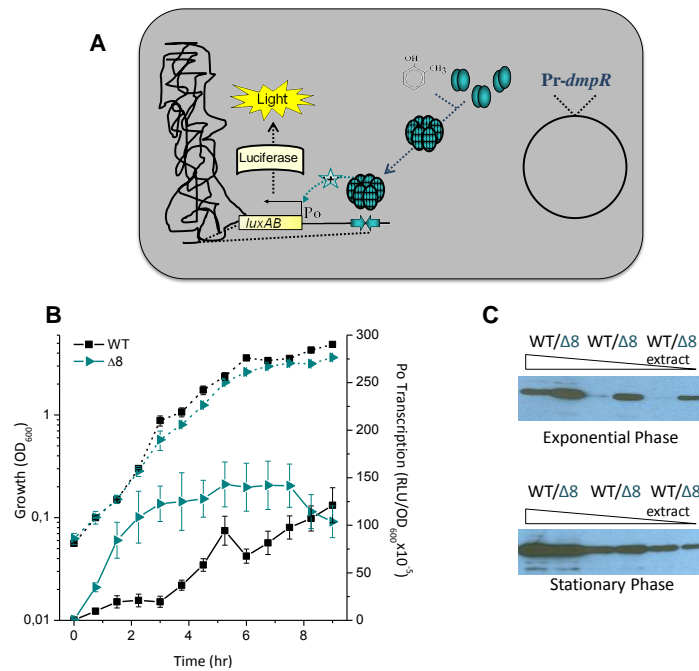 A
OH
CH3
Pr-dmpR
Light
Luciferase
+
Po
luxAB
B
WT
Δ8
Growth (OD600)
1
0,1
0,01
300
250
200
150
100
50
0
Po Transcription (RLU/OD600x10-5)
0 2 4 6 8
Time (hr)
C
WT/Δ8 WT/Δ8 WT/Δ8
extract
Exponential Phase
WT/Δ8 WT/Δ8 WT/Δ8
extract
Stationary Phase